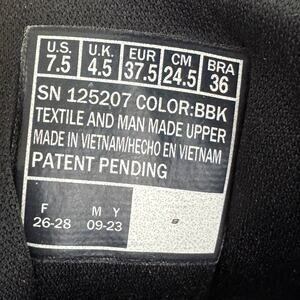 U.S. U.K. EUR CM BRA
7.5 4.5 37.5 24.5 36
SN 125207 COLOR:BBK
TEXTILE AND MAN MADE UPPER
MADE IN VIETNAM/HECHO EN VIETNAM
PATENT PENDING
F M Y
26-28 09-23